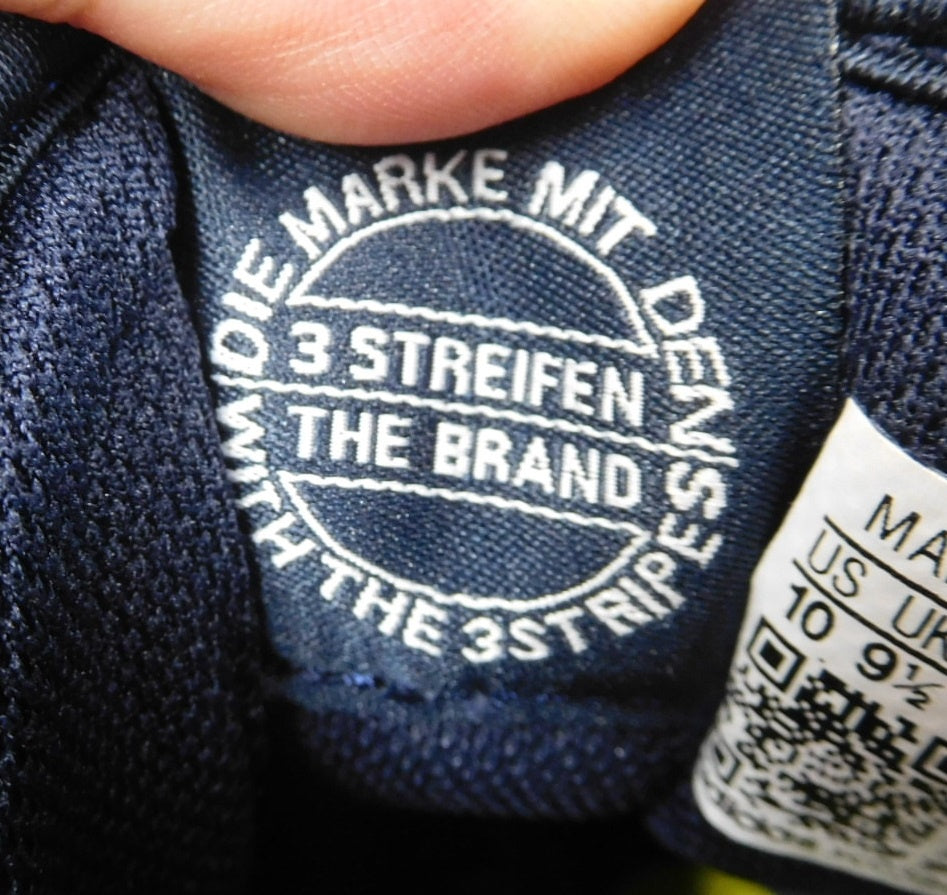 DIE MARKE MIT DEN
3 STREIFEN
THE BRAND
WITH THE 3STRIPES
US UK
10 9½